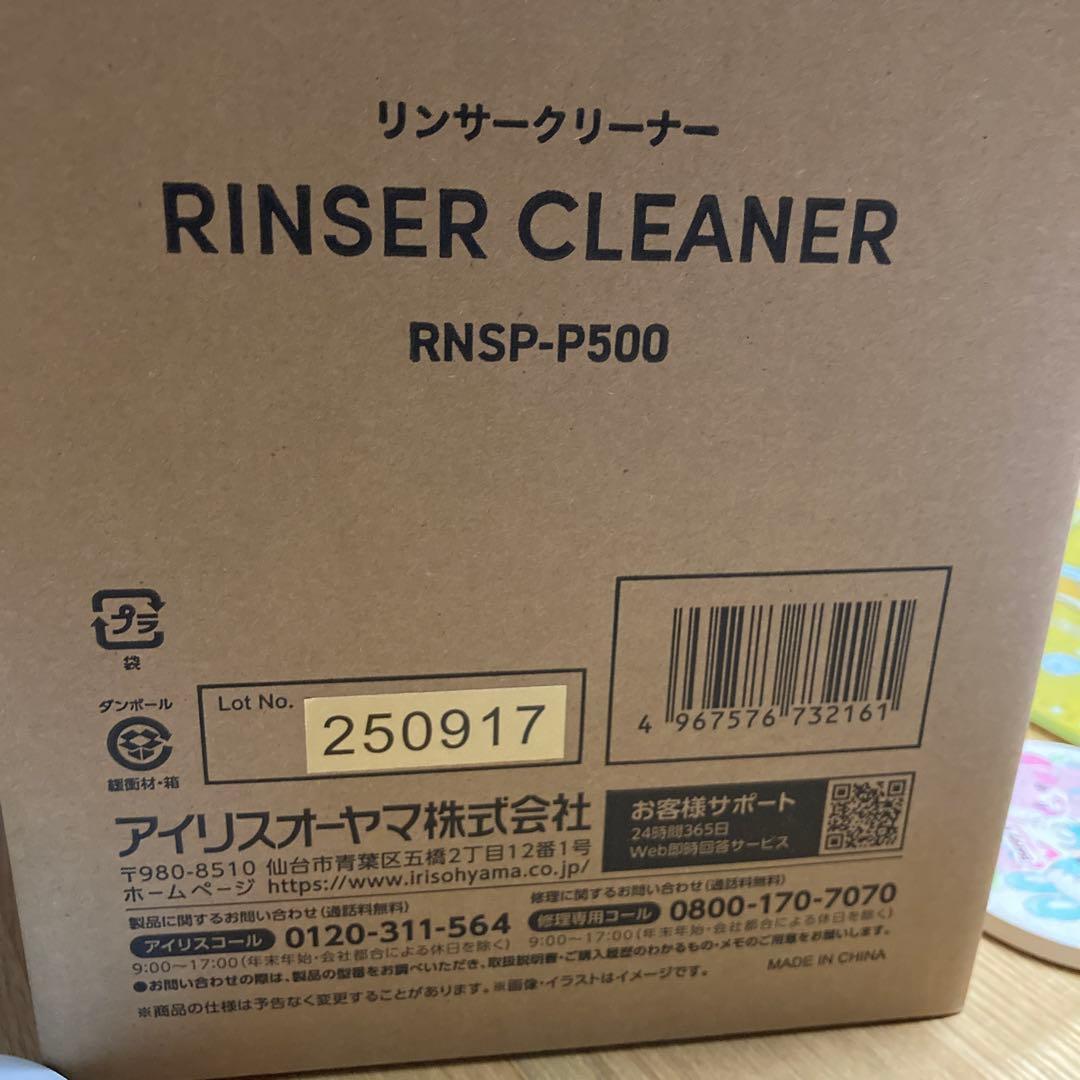 リンサークリーナー
RINSER CLEANER
RNSP-P500
プラ
袋
ダンボール
緩衝材・箱
Lot No.
250917
4 967576 732161
アイリスオーヤマ株式会社
〒980-8510 仙台市青葉区五橋2丁目12番1号
ホームページ https://www.irisohyama.co.jp/
お客様サポート
24時間365日
Web即時回答サービス
製品に関するお問い合わせ(通話料無料)
アイリスコール 0120-311-564
9:00〜17:00(年末年始・会社都合による休日を除く)
修理に関するお問い合わせ(通話料無料)
修理専用コール 0800-170-7070
9:00〜17:00(年末年始・会社都合による休日を除く)
●お問い合わせの際は、製品の型番をお調べいただき、取扱説明書・ご購入履歴のわかるもの・メモのご用意をお願いします。
※商品の仕様は予告なく変更することがあります。※画像・イラストはイメージです。
MADE IN CHINA